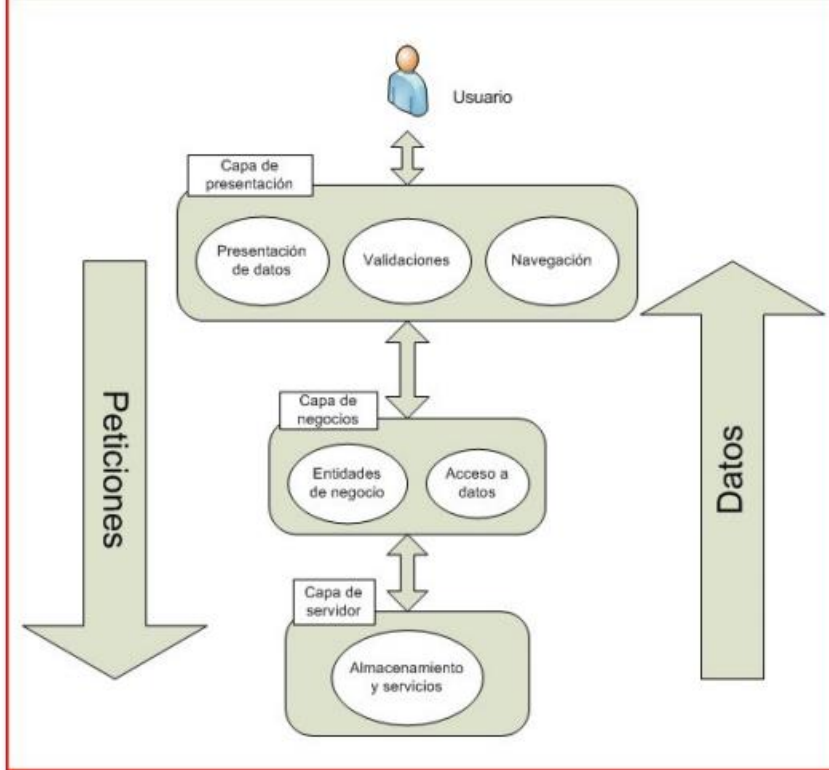 Usuario
Capa de
presentación
Presentación
de datos
Validaciones
Navegación
Peticiones
Datos
Capa de
negocios
Entidades
de negocio
Acceso a
datos
Capa de
servidor
Almacenamiento
y servicios